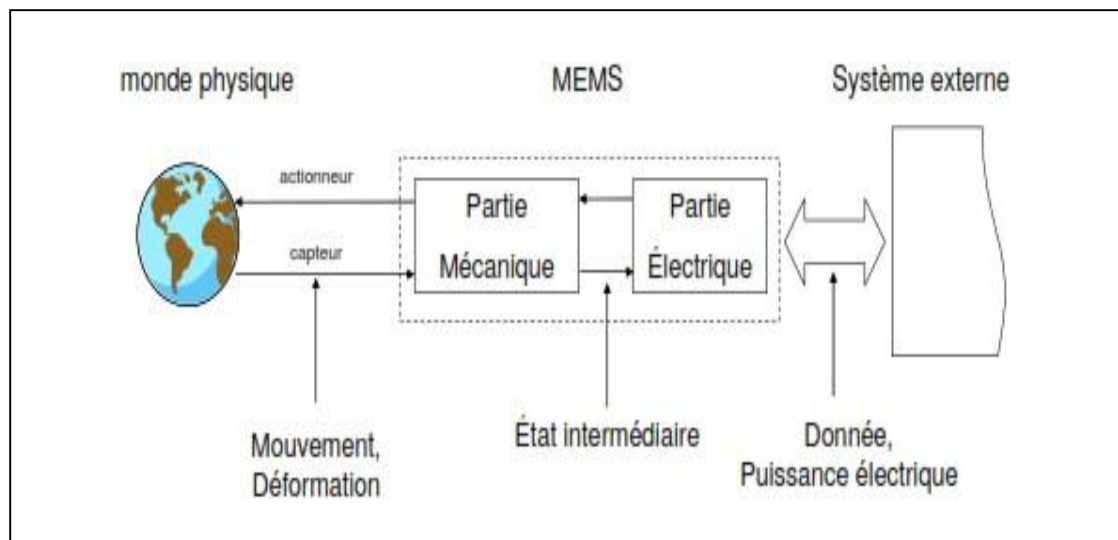 monde physique
MEMS
Système externe
actionneur
capteur
Partie
Mécanique
Partie
Électrique
Mouvement,
Déformation
État intermédiaire
Donnée,
Puissance électrique